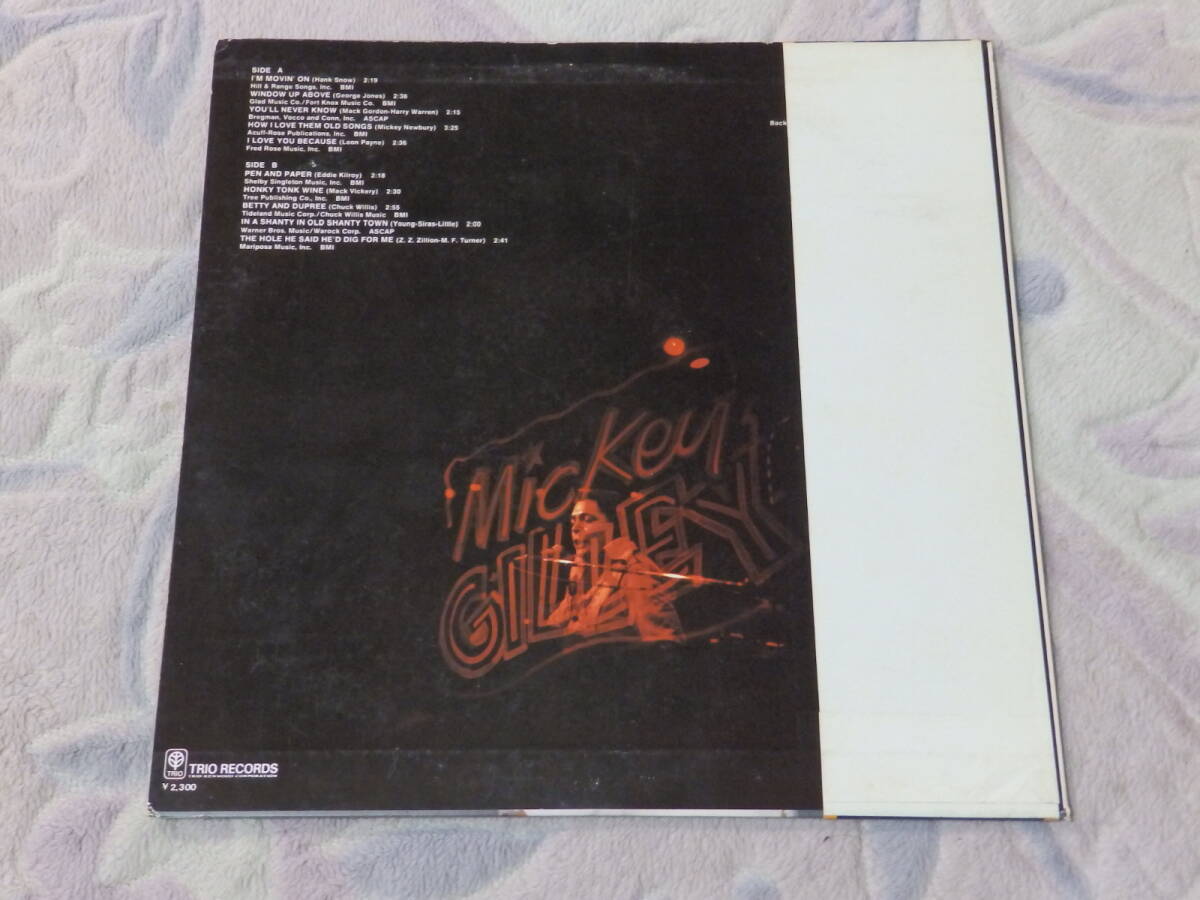 SIDE A
I'M MOVIN' ON (Hank Snow) 2:19
Hill & Range Songs, Inc. BMI
WINDOW UP ABOVE (George Jones) 2:36
Glad Music Co./Fort Knox Music Co. BMI
YOU'LL NEVER KNOW (Mack Gordon-Harry Warren) 2:15
Bregman, Vocco and Conn, Inc. ASCAP
HOW I LOVE THEM OLD SONGS (Mickey Newbury) 3:25
Acuff-Rose Publications, Inc. BMI
I LOVE YOU BECAUSE (Leon Payne) 2:36
Fred Rose Music, Inc. BMI
SIDE B
PEN AND PAPER (Eddie Kilroy) 2:18
Shelby Singleton Music, Inc. BMI
HONKY TONK WINE (Mack Vickery) 2:30
Tree Publishing Co., Inc. BMI
BETTY AND DUPREE (Chuck Willis) 2:55
Tideland Music Corp./Chuck Willis Music BMI
IN A SHANTY IN OLD SHANTY TOWN (Young-Siras-Little) 2:00
Warner Bros. Music/Warock Corp. ASCAP
THE HOLE HE SAID HE'D DIG FOR ME (Z. Z. Zillion-M. F. Turner) 2:41
Mariposa Music, Inc. BMI
Back
Mickey
GILLEY
TRIO
TRIO RECORDS
¥2,300